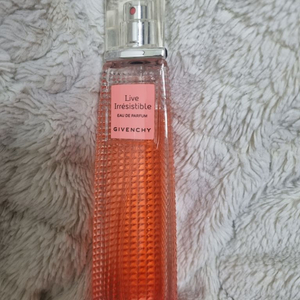 Live
Irrésistible
EAU DE PARFUM
GIVENCHY